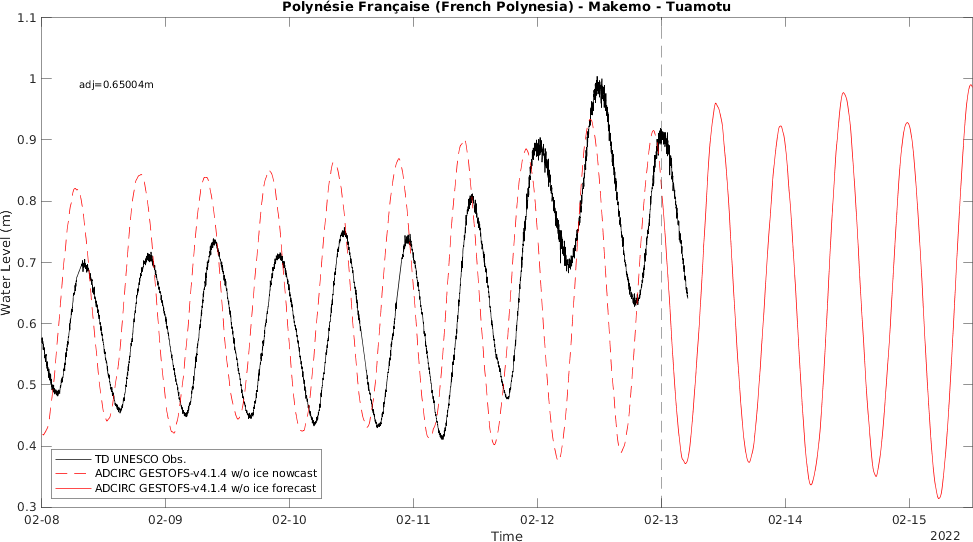 Polynésie Française (French Polynesia) - Makemo - Tuamotu
1.1
1
0.9
0.8
0.7
0.6
0.5
0.4
0.3
Water Level (m)
adj=0.65004m
TD UNESCO Obs.
ADCIRC GESTOFS-v4.1.4 w/o ice nowcast
ADCIRC GESTOFS-v4.1.4 w/o ice forecast
02-08 02-09 02-10 02-11 02-12 02-13 02-14 02-15
Time
2022